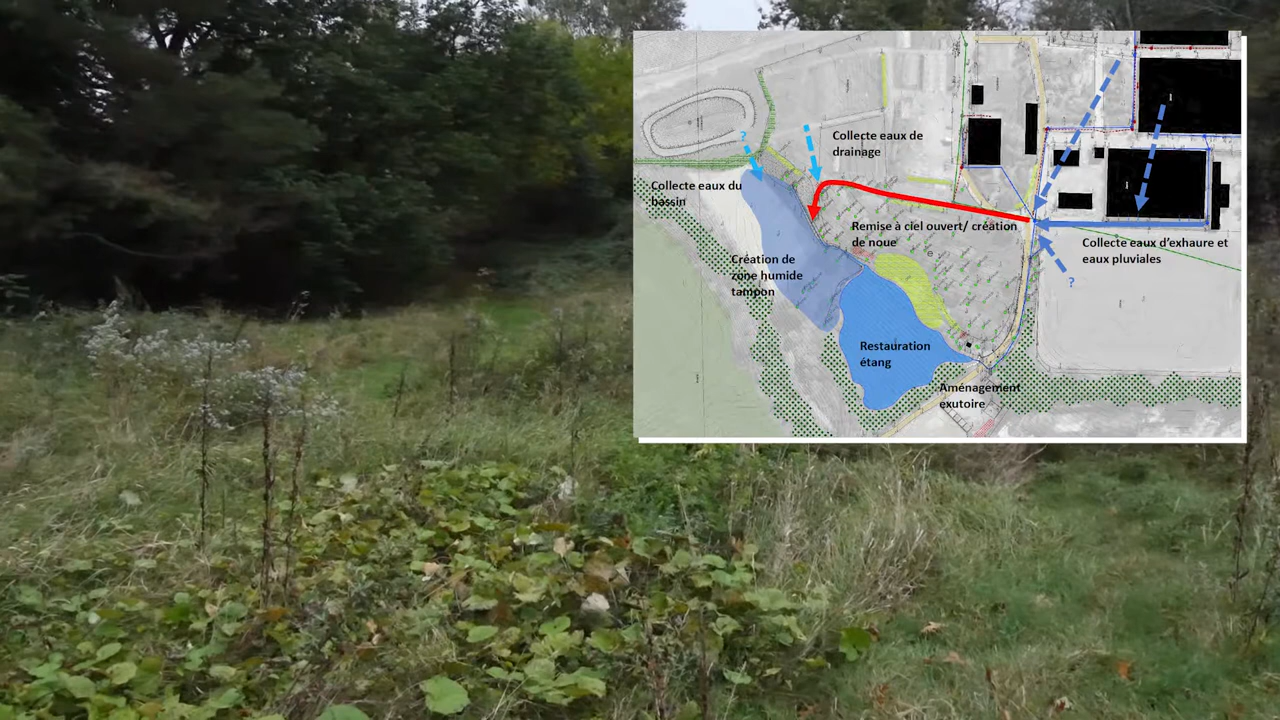 Collecte eaux de
drainage
?
Collecte eaux du
bassin
Remise à ciel ouvert/ création
de noue
Collecte eaux d'exhaure et
eaux pluviales
?
Création de
zone humide
tampon
Restauration
étang
Aménagement
exutoire